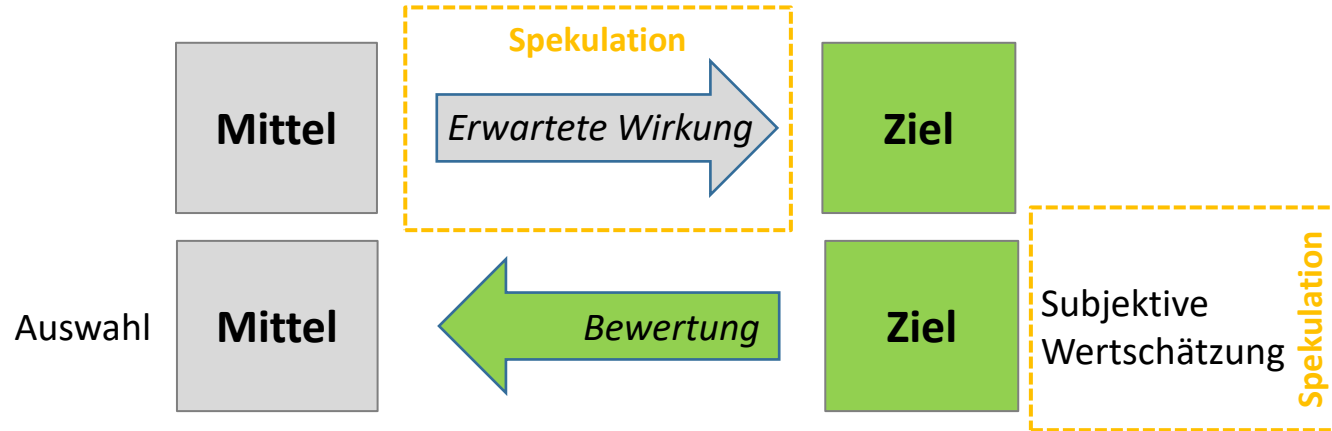 Spekulation
Mittel
Erwartete Wirkung
Ziel
Auswahl
Mittel
Bewertung
Ziel
Subjektive
Wertschätzung
Spekulation